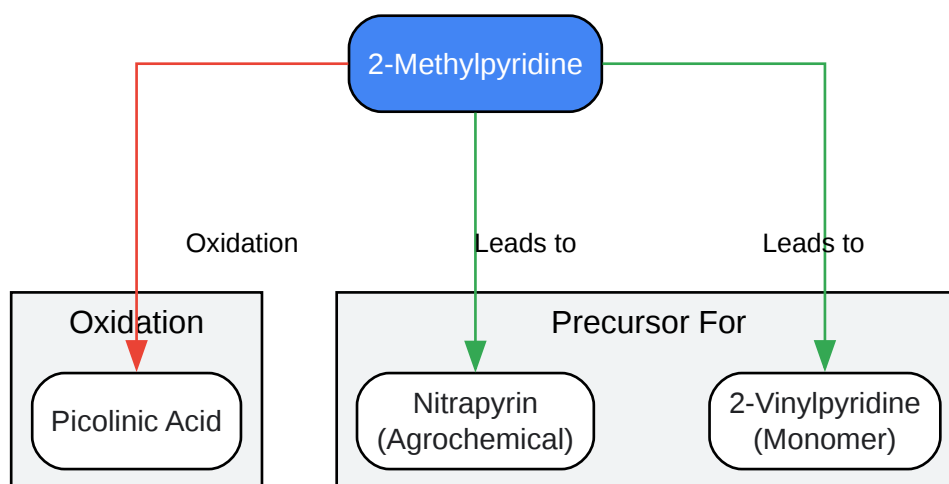 2-Methylpyridine
Oxidation
Leads to
Leads to
Oxidation
Precursor For
Picolinic Acid
Nitrapyrin
(Agrochemical)
2-Vinylpyridine
(Monomer)